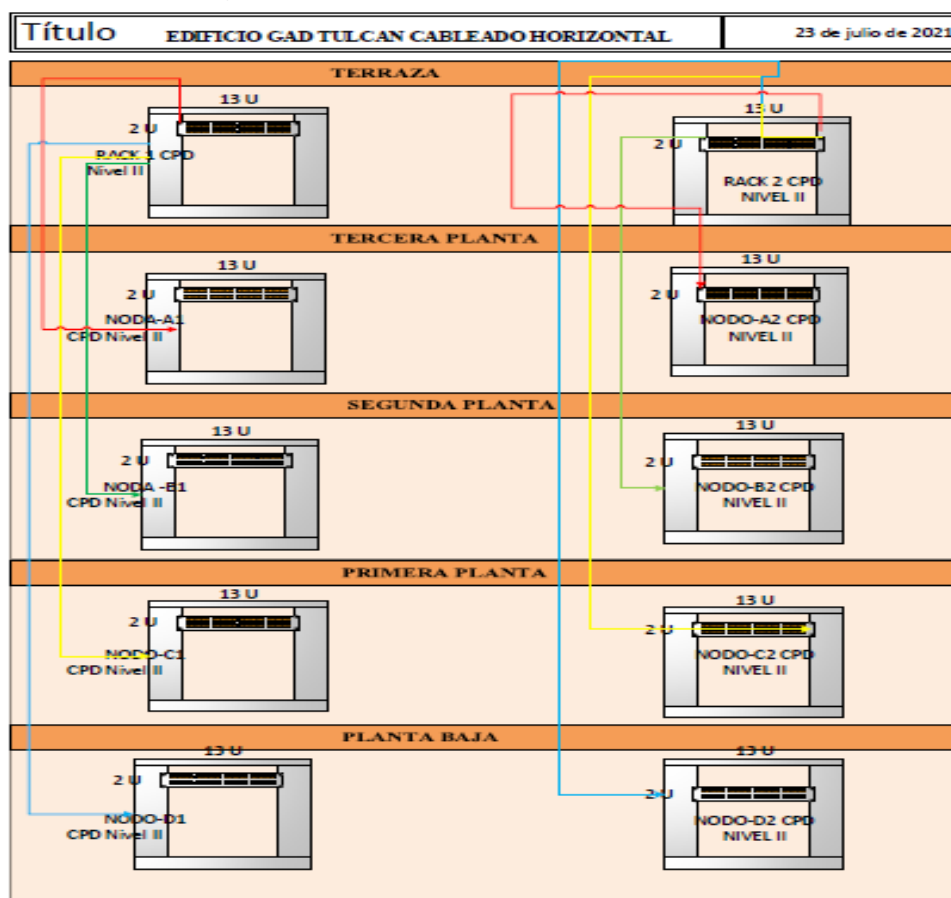 Título EDIFICIO GAD TULCAN CABLEADO HORIZONTAL 23 de julio de 2021
TERRAZA
13 U
2 U
RACK 1 CPD
Nivel II
13 U
2 U
RACK 2 CPD
NIVEL II
TERCERA PLANTA
13 U
2 U
NODA-A1
CPD Nivel II
13 U
2 U
NODO-A2 CPD
NIVEL II
SEGUNDA PLANTA
13 U
2 U
NODA -B1
CPD Nivel II
13 U
2 U
NODO-B2 CPD
NIVEL II
PRIMERA PLANTA
13 U
2 U
NODO-C1
CPD Nivel II
13 U
2 U
NODO-C2 CPD
NIVEL II
PLANTA BAJA
13 U
2 U
NODO-D1
CPD Nivel II
13 U
2 U
NODO-D2 CPD
NIVEL II